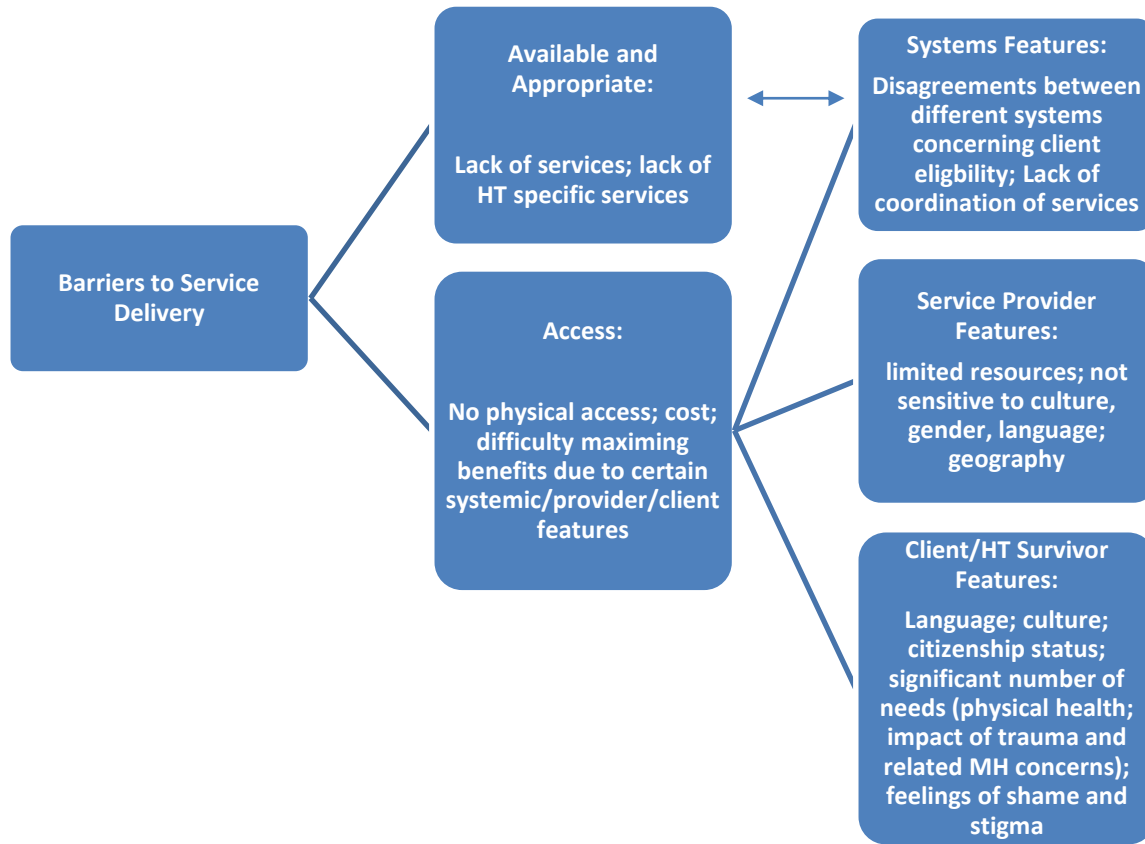 Barriers to Service
Delivery
Available and
Appropriate:
Lack of services; lack of
HT specific services
Access:
No physical access; cost;
difficulty maximing
benefits due to certain
systemic/provider/client
features
Systems Features:
Disagreements between
different systems
concerning client
eligbility; Lack of
coordination of services
Service Provider
Features:
limited resources; not
sensitive to culture,
gender, language;
geography
Client/HT Survivor
Features:
Language; culture;
citizenship status;
significant number of
needs (physical health;
impact of trauma and
related MH concerns);
feelings of shame and
stigma